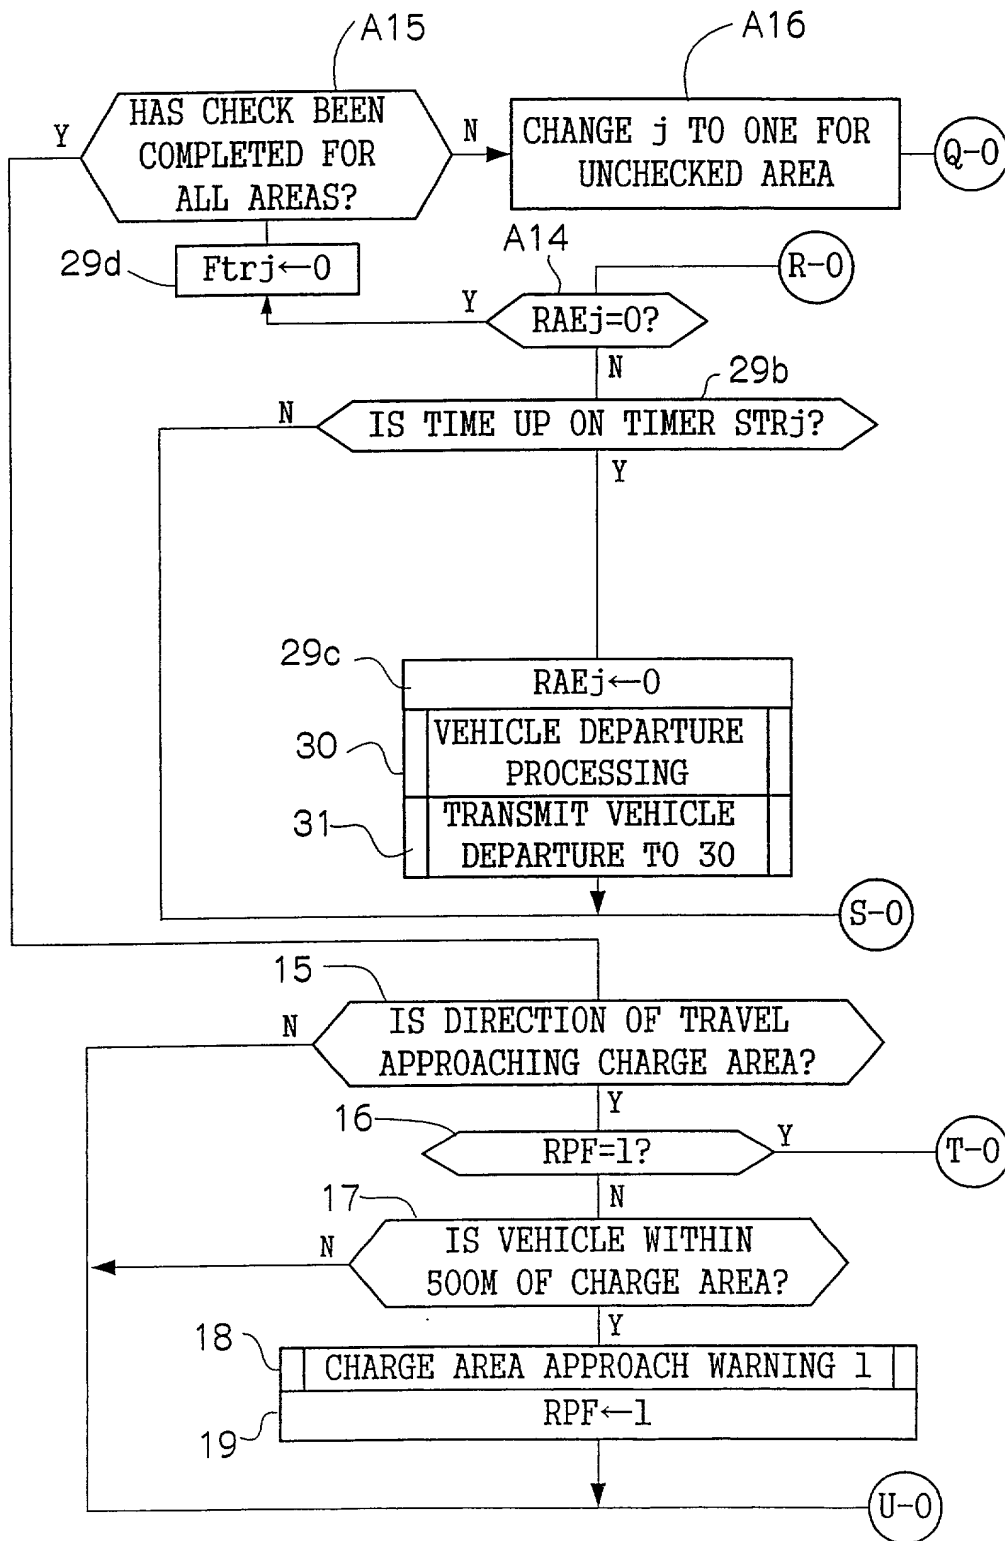 A15
A16
HAS CHECK BEEN
COMPLETED FOR
ALL AREAS?
Y
N
CHANGE j TO ONE FOR
UNCHECKED AREA
Q-0
29d
Ftrj←0
A14
R-0
Y
RAEj=0?
N
29b
N
IS TIME UP ON TIMER STRj?
Y
29c
RAEj←0
30
VEHICLE DEPARTURE
PROCESSING
31
TRANSMIT VEHICLE
DEPARTURE TO 30
S-0
15
N
IS DIRECTION OF TRAVEL
APPROACHING CHARGE AREA?
Y
16
RPF=1?
Y
T-0
N
17
N
IS VEHICLE WITHIN
500M OF CHARGE AREA?
Y
18
CHARGE AREA APPROACH WARNING 1
19
RPF←1
U-0